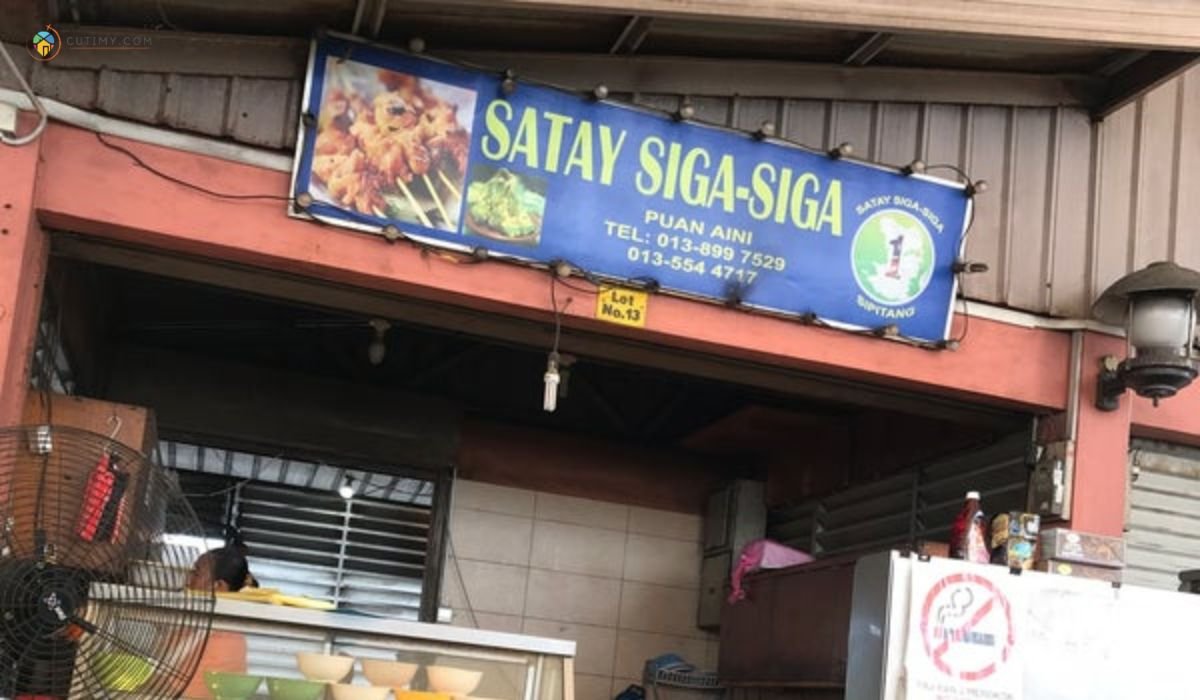 CUTIMY.COM
SATAY SIGA-SIGA
PUAN AINI
TEL: 013-899 7529
013-554 4717
SATAY SIGA-SIGA
1
SIPITANG
Lot
No.13